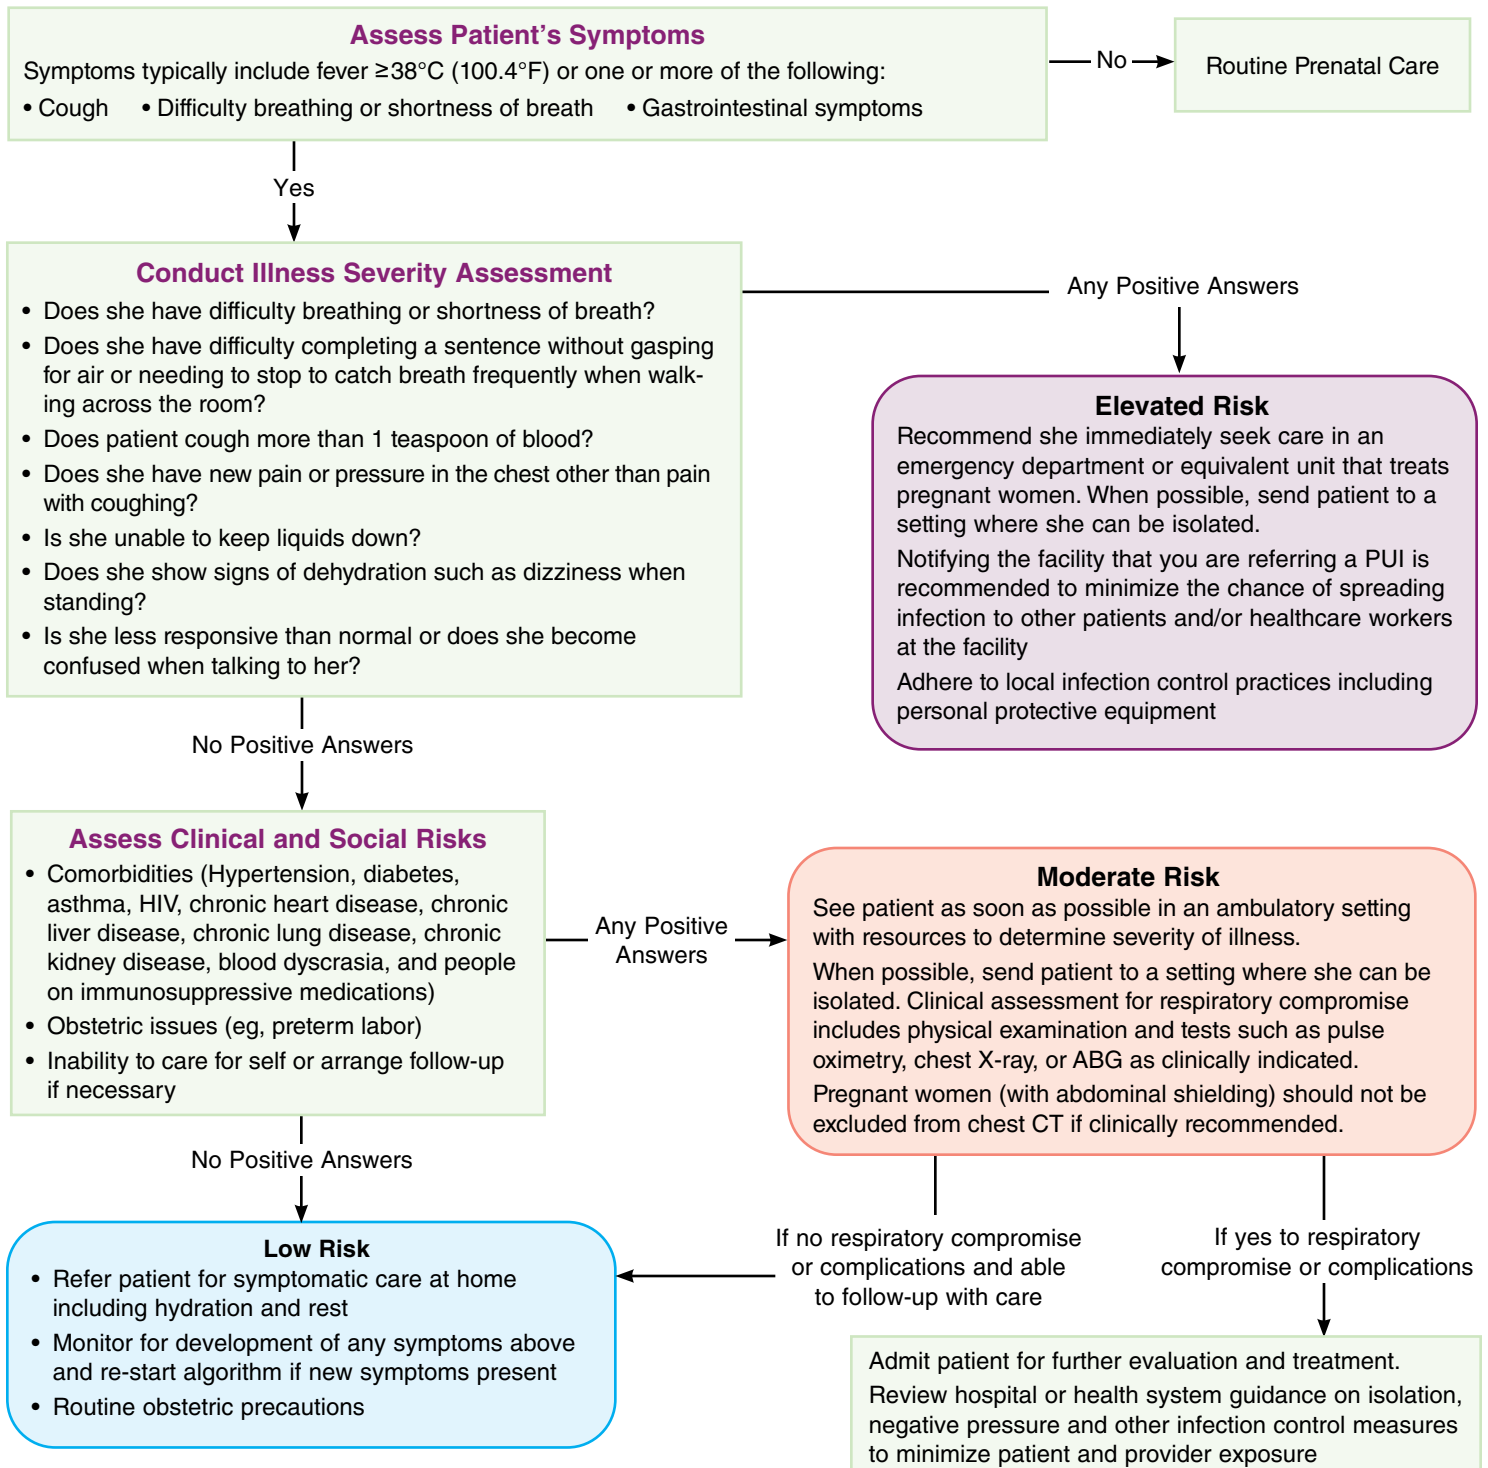 Assess Patient's Symptoms
Symptoms typically include fever ≥38°C (100.4°F) or one or more of the following:
• Cough • Difficulty breathing or shortness of breath • Gastrointestinal symptoms
No
Routine Prenatal Care
Yes
Conduct Illness Severity Assessment
• Does she have difficulty breathing or shortness of breath?
• Does she have difficulty completing a sentence without gasping
for air or needing to stop to catch breath frequently when walk-
ing across the room?
• Does patient cough more than 1 teaspoon of blood?
• Does she have new pain or pressure in the chest other than pain
with coughing?
• Is she unable to keep liquids down?
• Does she show signs of dehydration such as dizziness when
standing?
• Is she less responsive than normal or does she become
confused when talking to her?
Any Positive Answers
Elevated Risk
Recommend she immediately seek care in an
emergency department or equivalent unit that treats
pregnant women. When possible, send patient to a
setting where she can be isolated.
Notifying the facility that you are referring a PUI is
recommended to minimize the chance of spreading
infection to other patients and/or healthcare workers
at the facility
Adhere to local infection control practices including
personal protective equipment
No Positive Answers
Assess Clinical and Social Risks
• Comorbidities (Hypertension, diabetes,
asthma, HIV, chronic heart disease, chronic
liver disease, chronic lung disease, chronic
kidney disease, blood dyscrasia, and people
on immunosuppressive medications)
• Obstetric issues (eg, preterm labor)
• Inability to care for self or arrange follow-up
if necessary
Any Positive
Answers
Moderate Risk
See patient as soon as possible in an ambulatory setting
with resources to determine severity of illness.
When possible, send patient to a setting where she can be
isolated. Clinical assessment for respiratory compromise
includes physical examination and tests such as pulse
oximetry, chest X-ray, or ABG as clinically indicated.
Pregnant women (with abdominal shielding) should not be
excluded from chest CT if clinically recommended.
No Positive Answers
Low Risk
• Refer patient for symptomatic care at home
including hydration and rest
• Monitor for development of any symptoms above
and re-start algorithm if new symptoms present
• Routine obstetric precautions
If no respiratory compromise
or complications and able
to follow-up with care
If yes to respiratory
compromise or complications
Admit patient for further evaluation and treatment.
Review hospital or health system guidance on isolation,
negative pressure and other infection control measures
to minimize patient and provider exposure